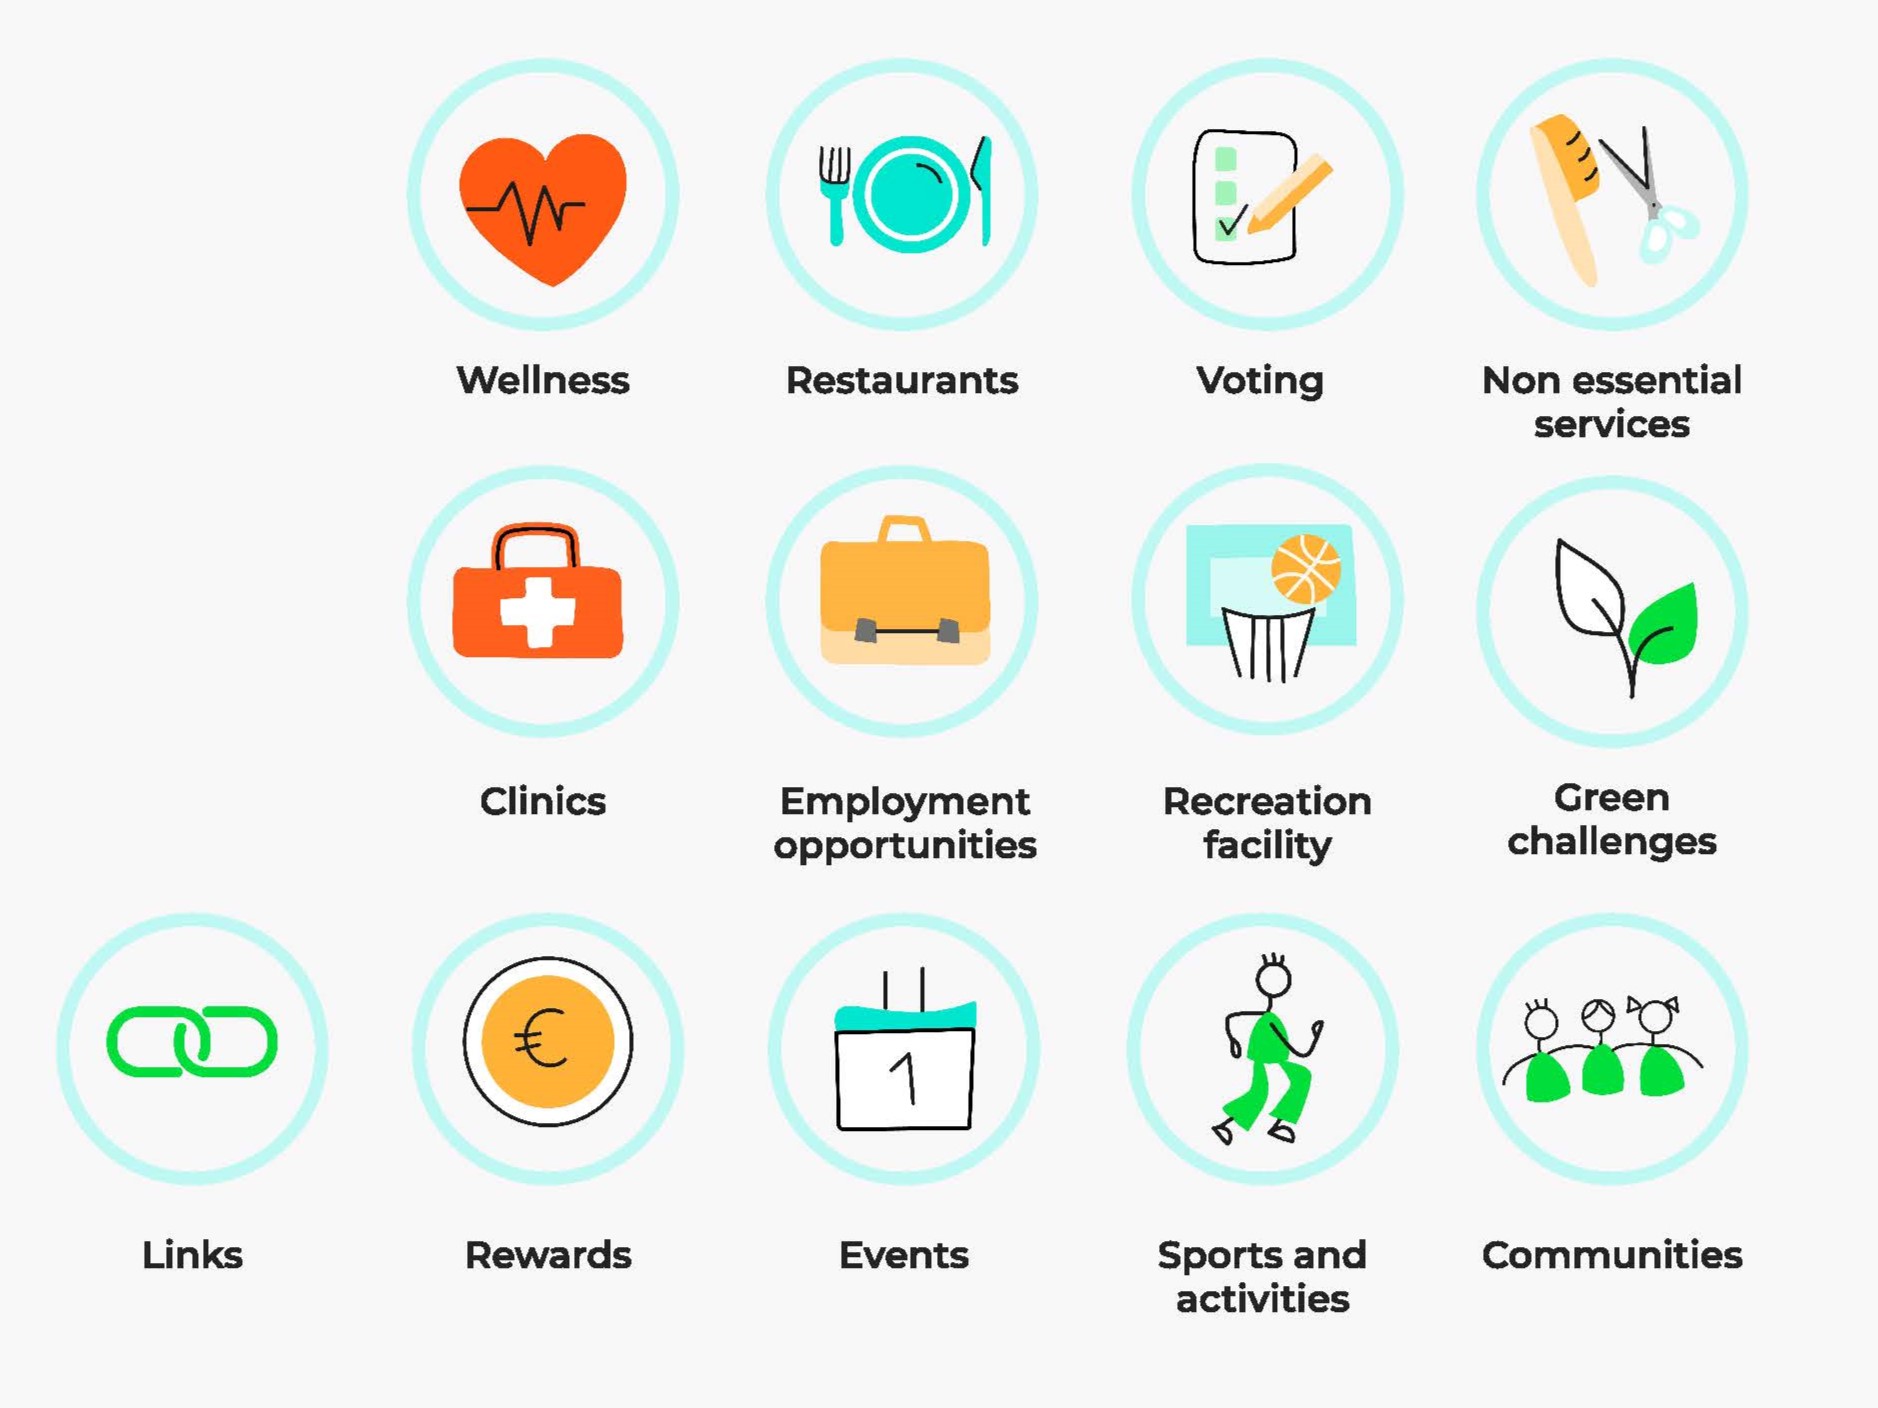 Wellness
Restaurants
Voting
Non essential
services
Clinics
Employment
opportunities
Recreation
facility
Green
challenges
€
1
Links
Rewards
Events
Sports and
activities
Communities